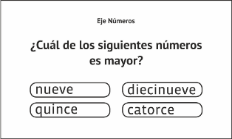 Eje Números
¿Cuál de los siguientes números
es mayor?
nueve
diecinueve
quince
catorce